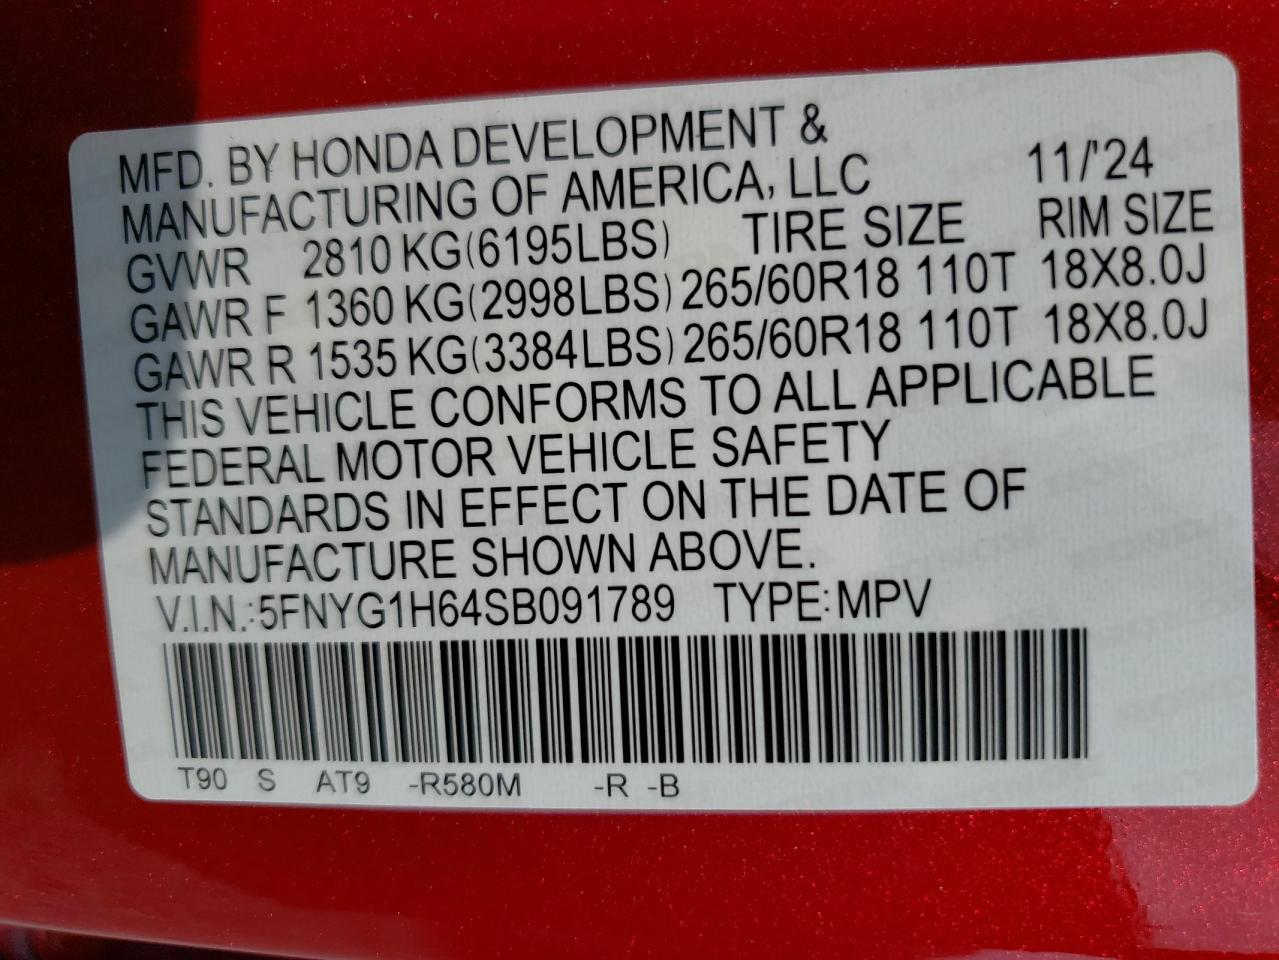 MFD. BY HONDA DEVELOPMENT &
MANUFACTURING OF AMERICA, LLC 11/'24
GVWR 2810 KG(6195LBS) TIRE SIZE RIM SIZE
GAWR F 1360 KG(2998LBS) 265/60R18 110T 18X8.0J
GAWR R 1535 KG(3384LBS) 265/60R18 110T 18X8.0J
THIS VEHICLE CONFORMS TO ALL APPLICABLE
FEDERAL MOTOR VEHICLE SAFETY
STANDARDS IN EFFECT ON THE DATE OF
MANUFACTURE SHOWN ABOVE.
V.I.N.:5FNYG1H64SB091789 TYPE:MPV
T90 S AT9 -R580M -R -B